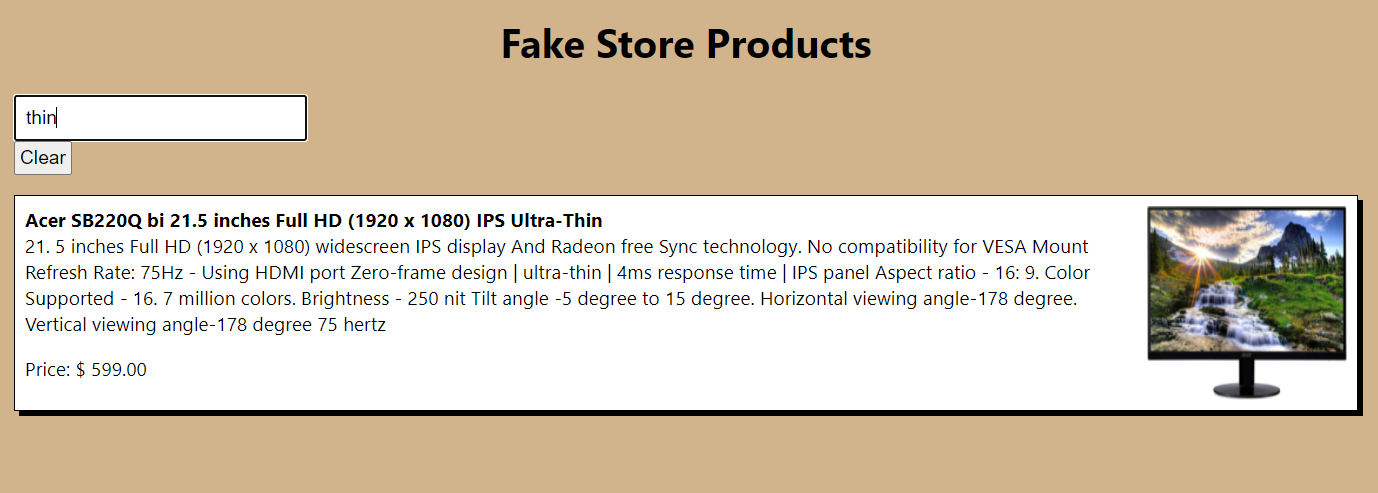 Fake Store Products
thin
Clear
Acer SB220Q bi 21.5 inches Full HD (1920 x 1080) IPS Ultra-Thin
21. 5 inches Full HD (1920 x 1080) widescreen IPS display And Radeon free Sync technology. No compatibility for VESA Mount
Refresh Rate: 75Hz - Using HDMI port Zero-frame design | ultra-thin | 4ms response time | IPS panel Aspect ratio - 16: 9. Color
Supported - 16. 7 million colors. Brightness - 250 nit Tilt angle -5 degree to 15 degree. Horizontal viewing angle-178 degree.
Vertical viewing angle-178 degree 75 hertz
Price: $ 599.00